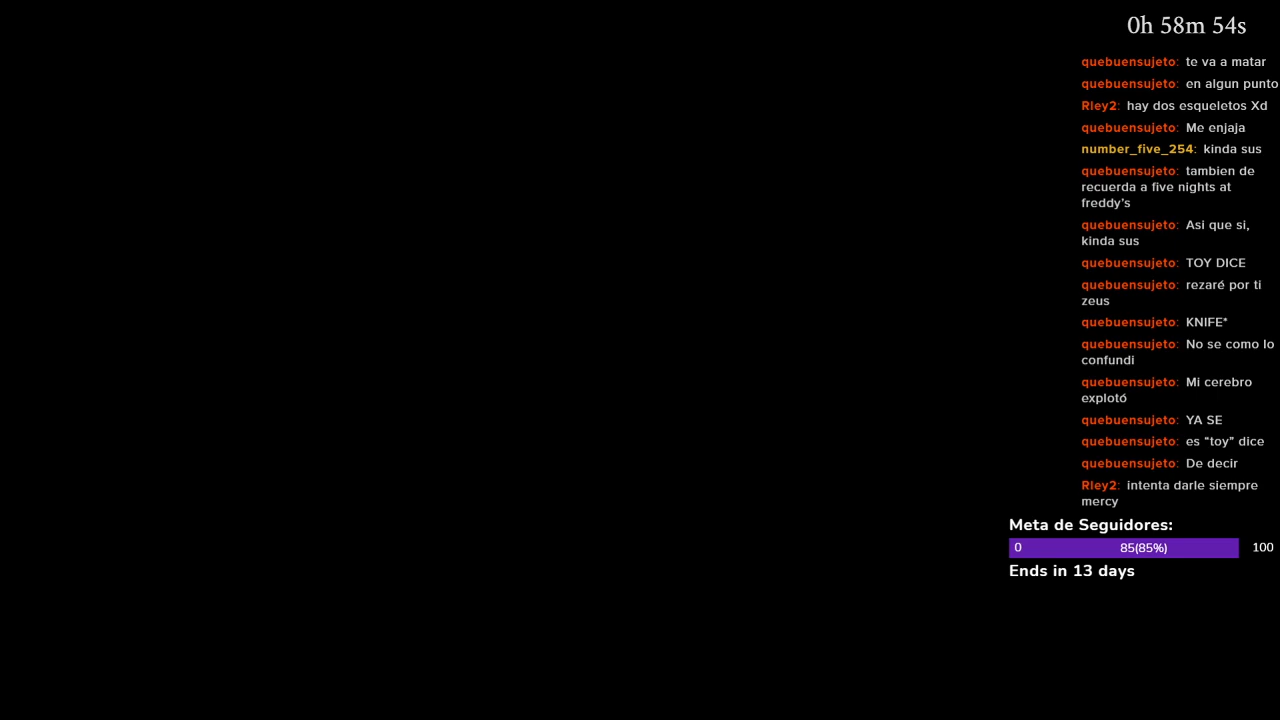 0h 58m 54s
quebuensujeto: te va a matar
quebuensujeto: en algun punto
Rley2: hay dos esqueletos Xd
quebuensujeto: Me enjaja
number_five_254: kinda sus
quebuensujeto: tambien de
recuerda a five nights at
freddy's
quebuensujeto: Asi que si,
kinda sus
quebuensujeto: TOY DICE
quebuensujeto: rezaré por ti
zeus
quebuensujeto: KNIFE*
quebuensujeto: No se como lo
confundi
quebuensujeto: Mi cerebro
explotó
quebuensujeto: YA SE
quebuensujeto: es “toy” dice
quebuensujeto: De decir
Rley2: intenta darle siempre
mercy
Meta de Seguidores:
0 85(85%) 100
Ends in 13 days